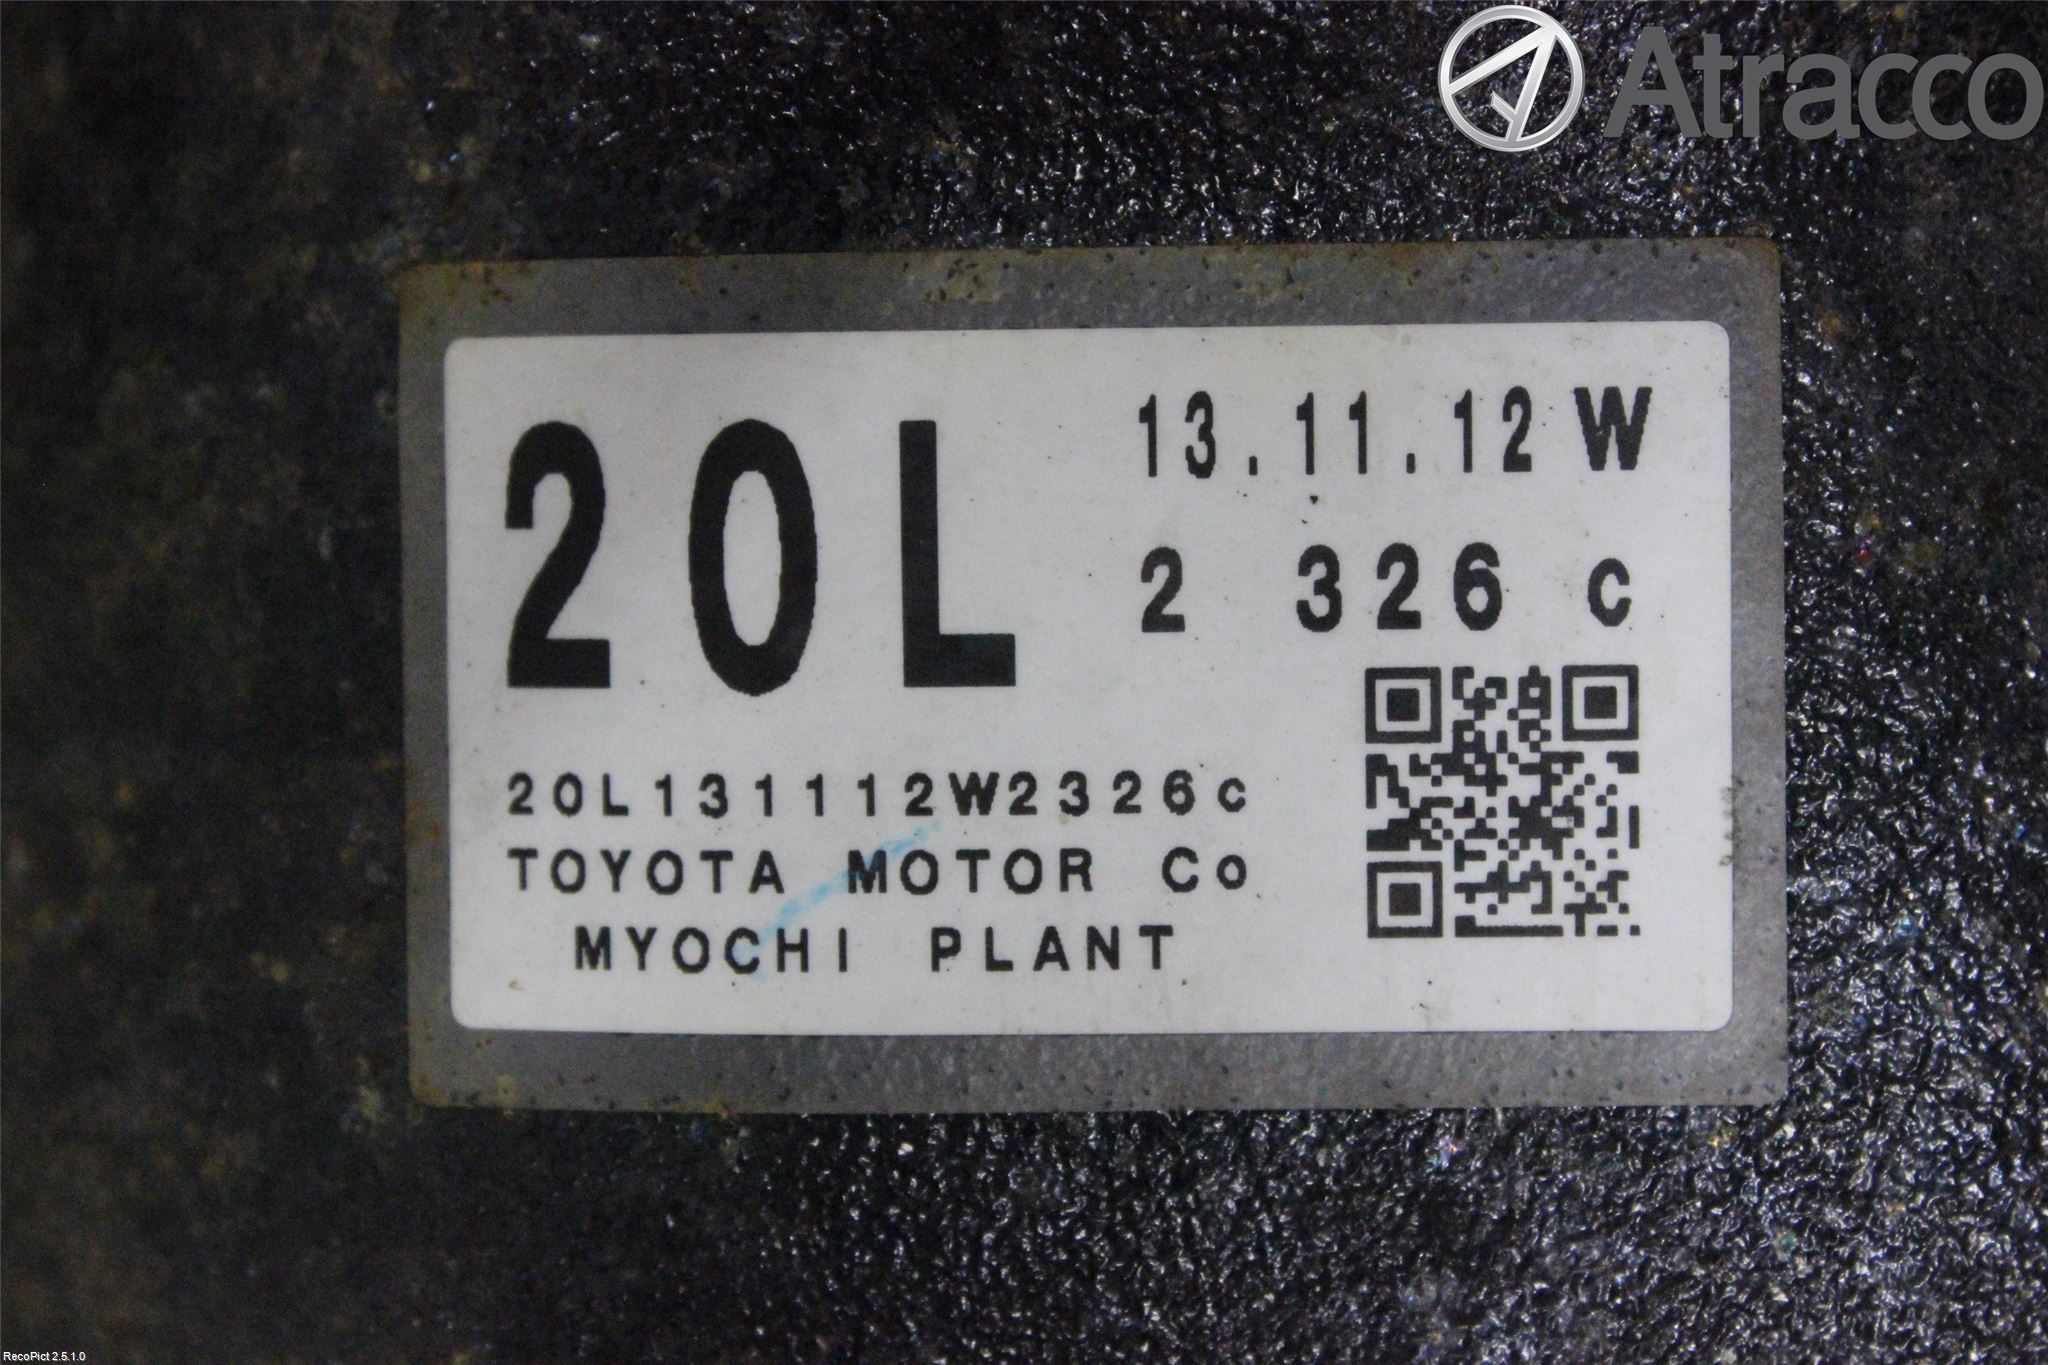 Atracco
20L
13.11.12 W
2 326 c
20L131112W2326c
TOYOTA MOTOR Co
MYOCHI PLANT
RecoPict 2.5.1.0